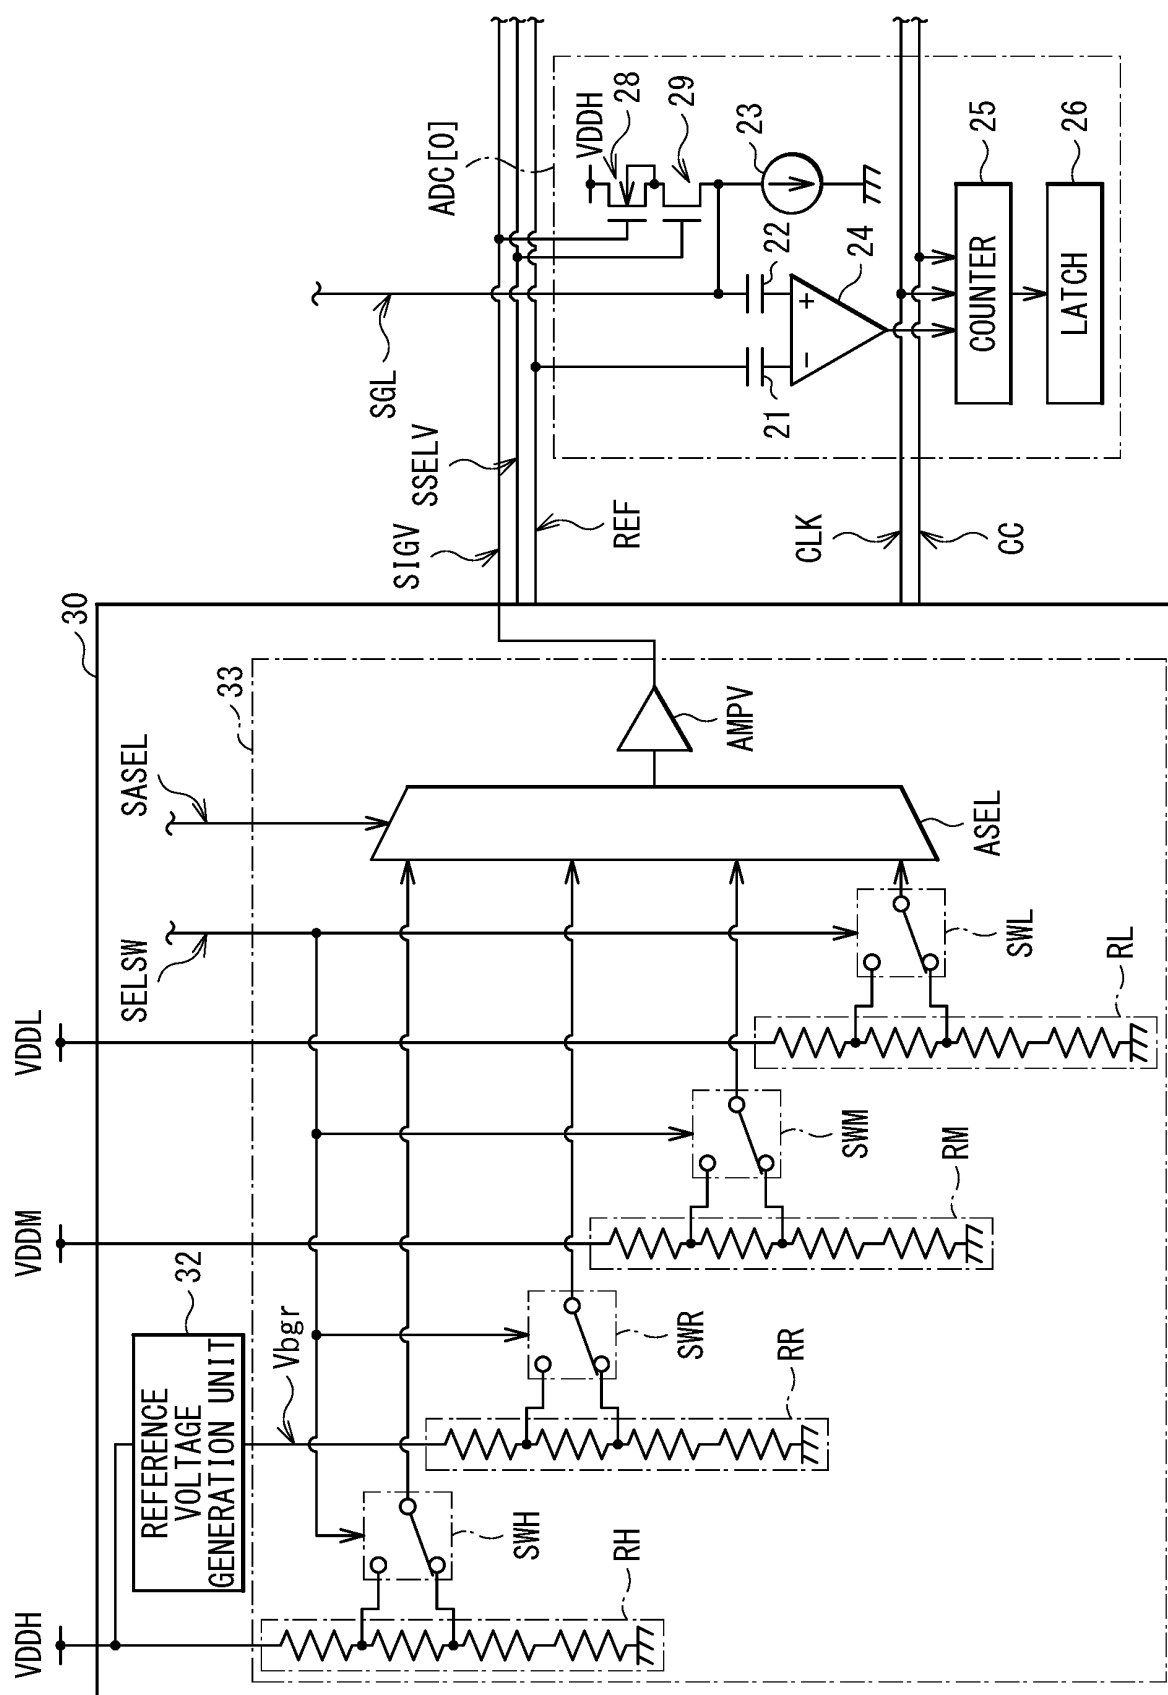 30
33
VDDH
VDDM
VDDL
SELSW
SASEL
REFERENCE
VOLTAGE
GENERATION UNIT
32
Vbgr
SWH
RH
SWR
RR
SWM
RM
SWL
RL
ASEL
AMPV
SIGV
SSELV
REF
SGL
CLK
CC
ADC[0]
VDDH
28
29
23
22
21
+
-
24
COUNTER
25
LATCH
26